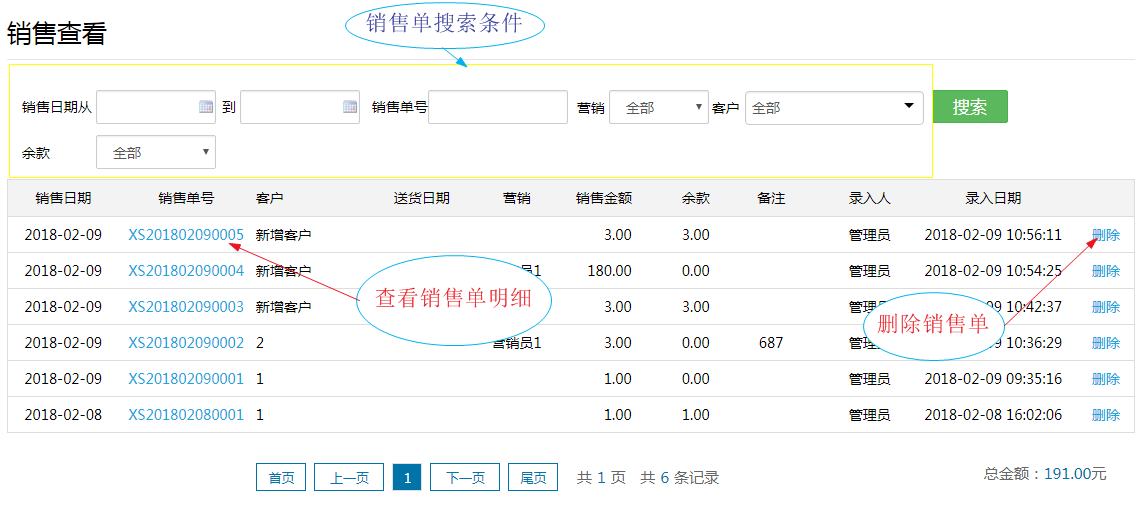 销售单搜索条件
销售查看
销售日期从 到 销售单号 营销 全部 客户 全部 搜索
余款 全部
销售日期 销售单号 客户 送货日期 营销 销售金额 余款 备注 录入人 录入日期
2018-02-09 XS201802090005 新增客户 3.00 3.00 管理员 2018-02-09 10:56:11 删除
2018-02-09 XS201802090004 新增客户 员1 180.00 0.00 管理员 2018-02-09 10:54:25 删除
查看销售单明细
2018-02-09 XS201802090003 新增客户 3.00 3.00 9 10:42:37 删除
删除销售单
2018-02-09 XS201802090002 2 营销员1 3.00 0.00 687 9 10:36:29 删除
2018-02-09 XS201802090001 1 1.00 0.00 管理员 2018-02-09 09:35:16 删除
2018-02-08 XS201802080001 1 1.00 1.00 管理员 2018-02-08 16:02:06 删除
首页 上一页 1 下一页 尾页 共 1 页 共 6 条记录 总金额：191.00元